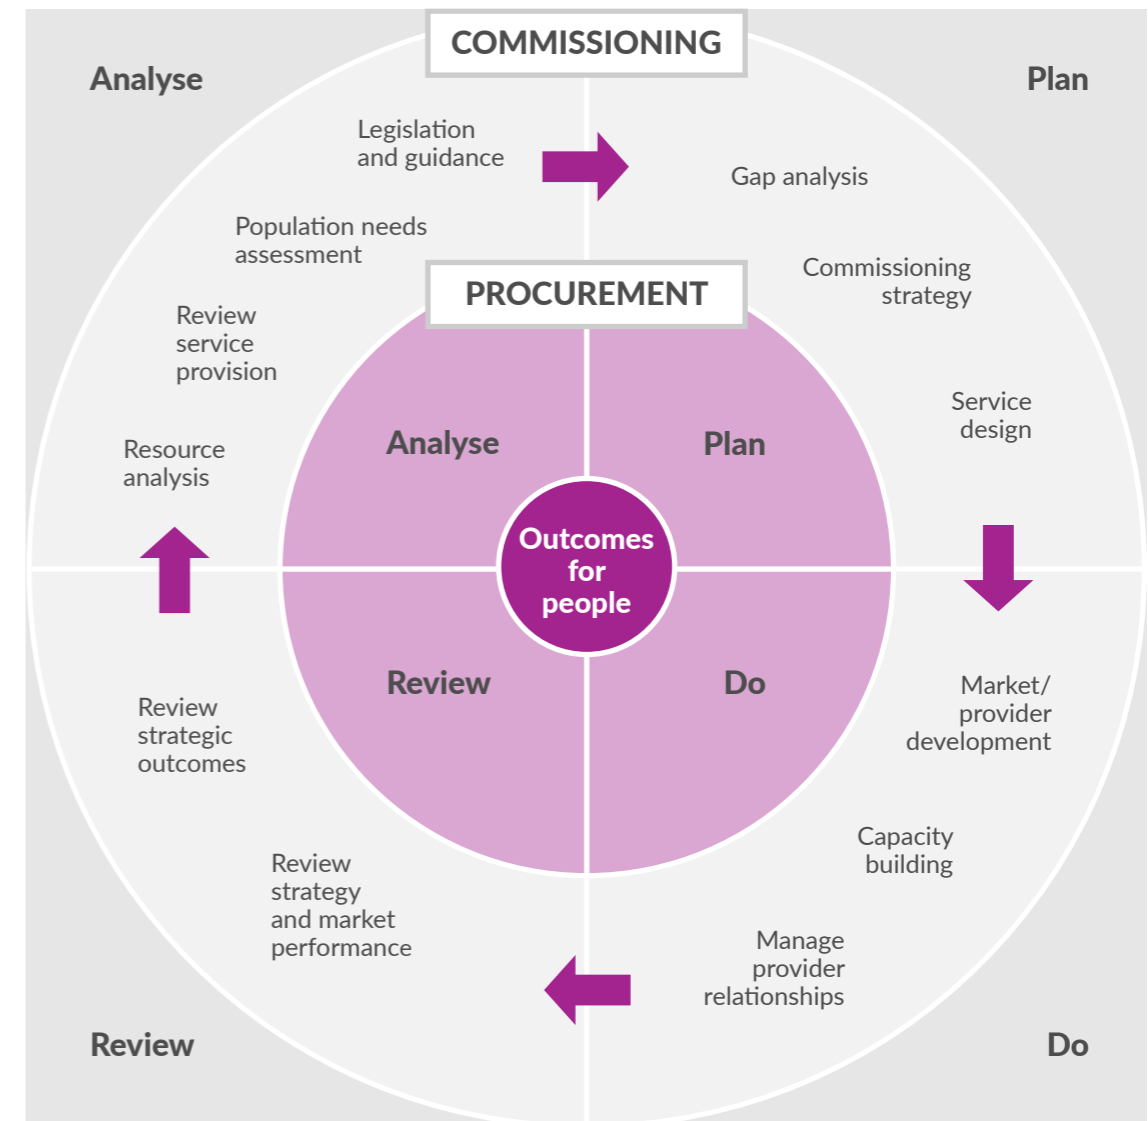 COMMISSIONING
Analyse
Plan
Legislation
and guidance
Gap analysis
Population needs
assessment
Commissioning
strategy
PROCUREMENT
Review
service
provision
Service
design
Resource
analysis
Analyse
Plan
Outcomes
for
people
Review
Do
Review
strategic
outcomes
Market/
provider
development
Capacity
building
Review
strategy
and market
performance
Manage
provider
relationships
Review
Do